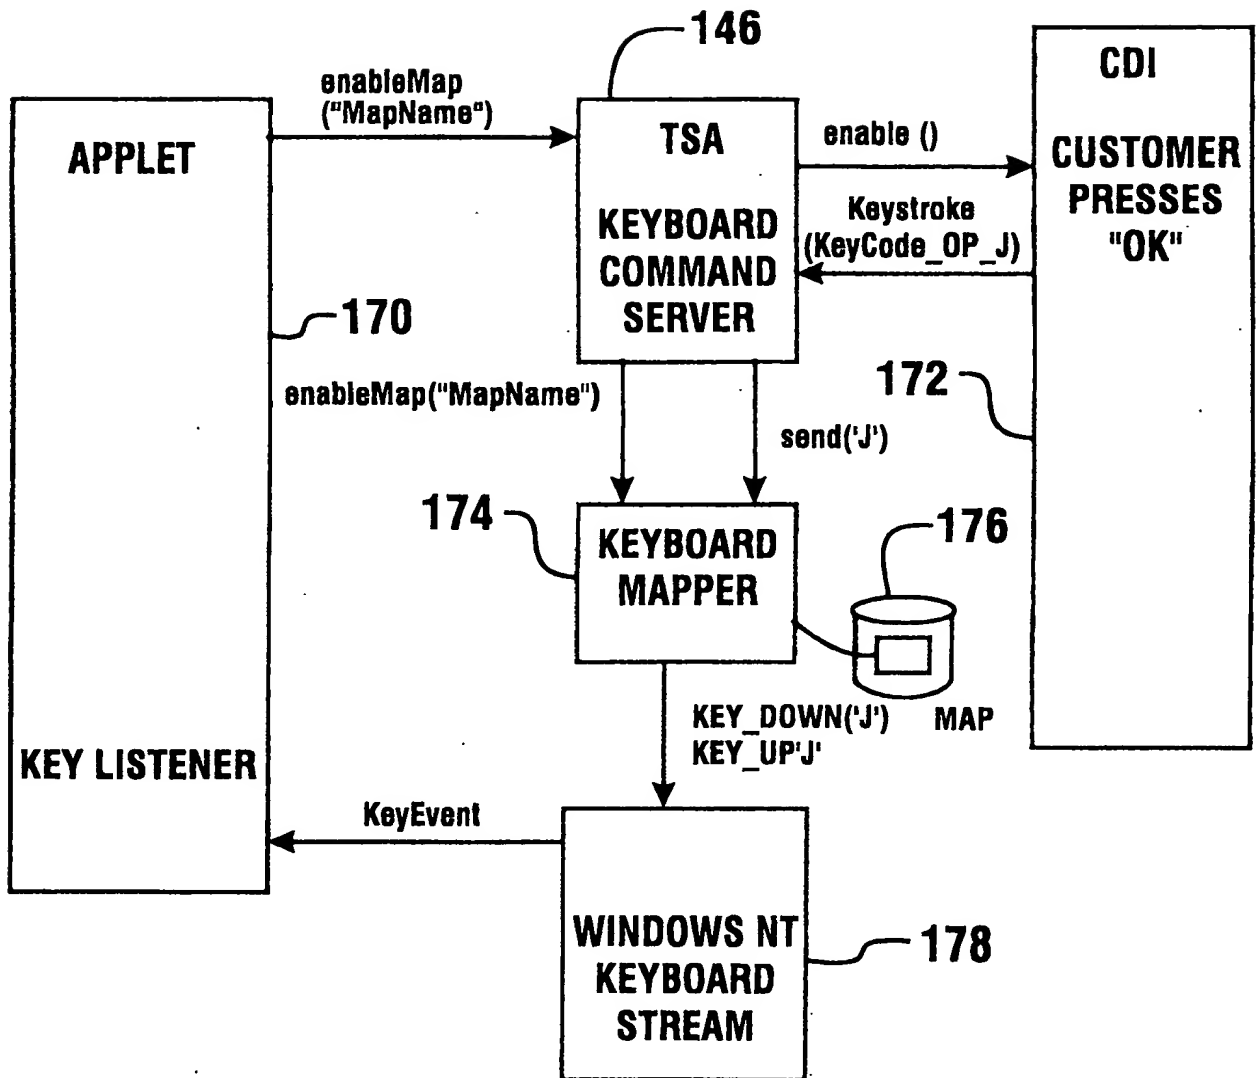 146
CDI
enableMap
("MapName")
APPLET
TSA
enable ()
CUSTOMER
PRESSES
"OK"
Keystroke
(KeyCode_OP_J)
KEYBOARD
COMMAND
SERVER
170
172
enableMap("MapName")
send('J')
174
176
KEYBOARD
MAPPER
KEY_DOWN('J')
KEY_UP'J'
MAP
KEY LISTENER
KeyEvent
WINDOWS NT
KEYBOARD
STREAM
178